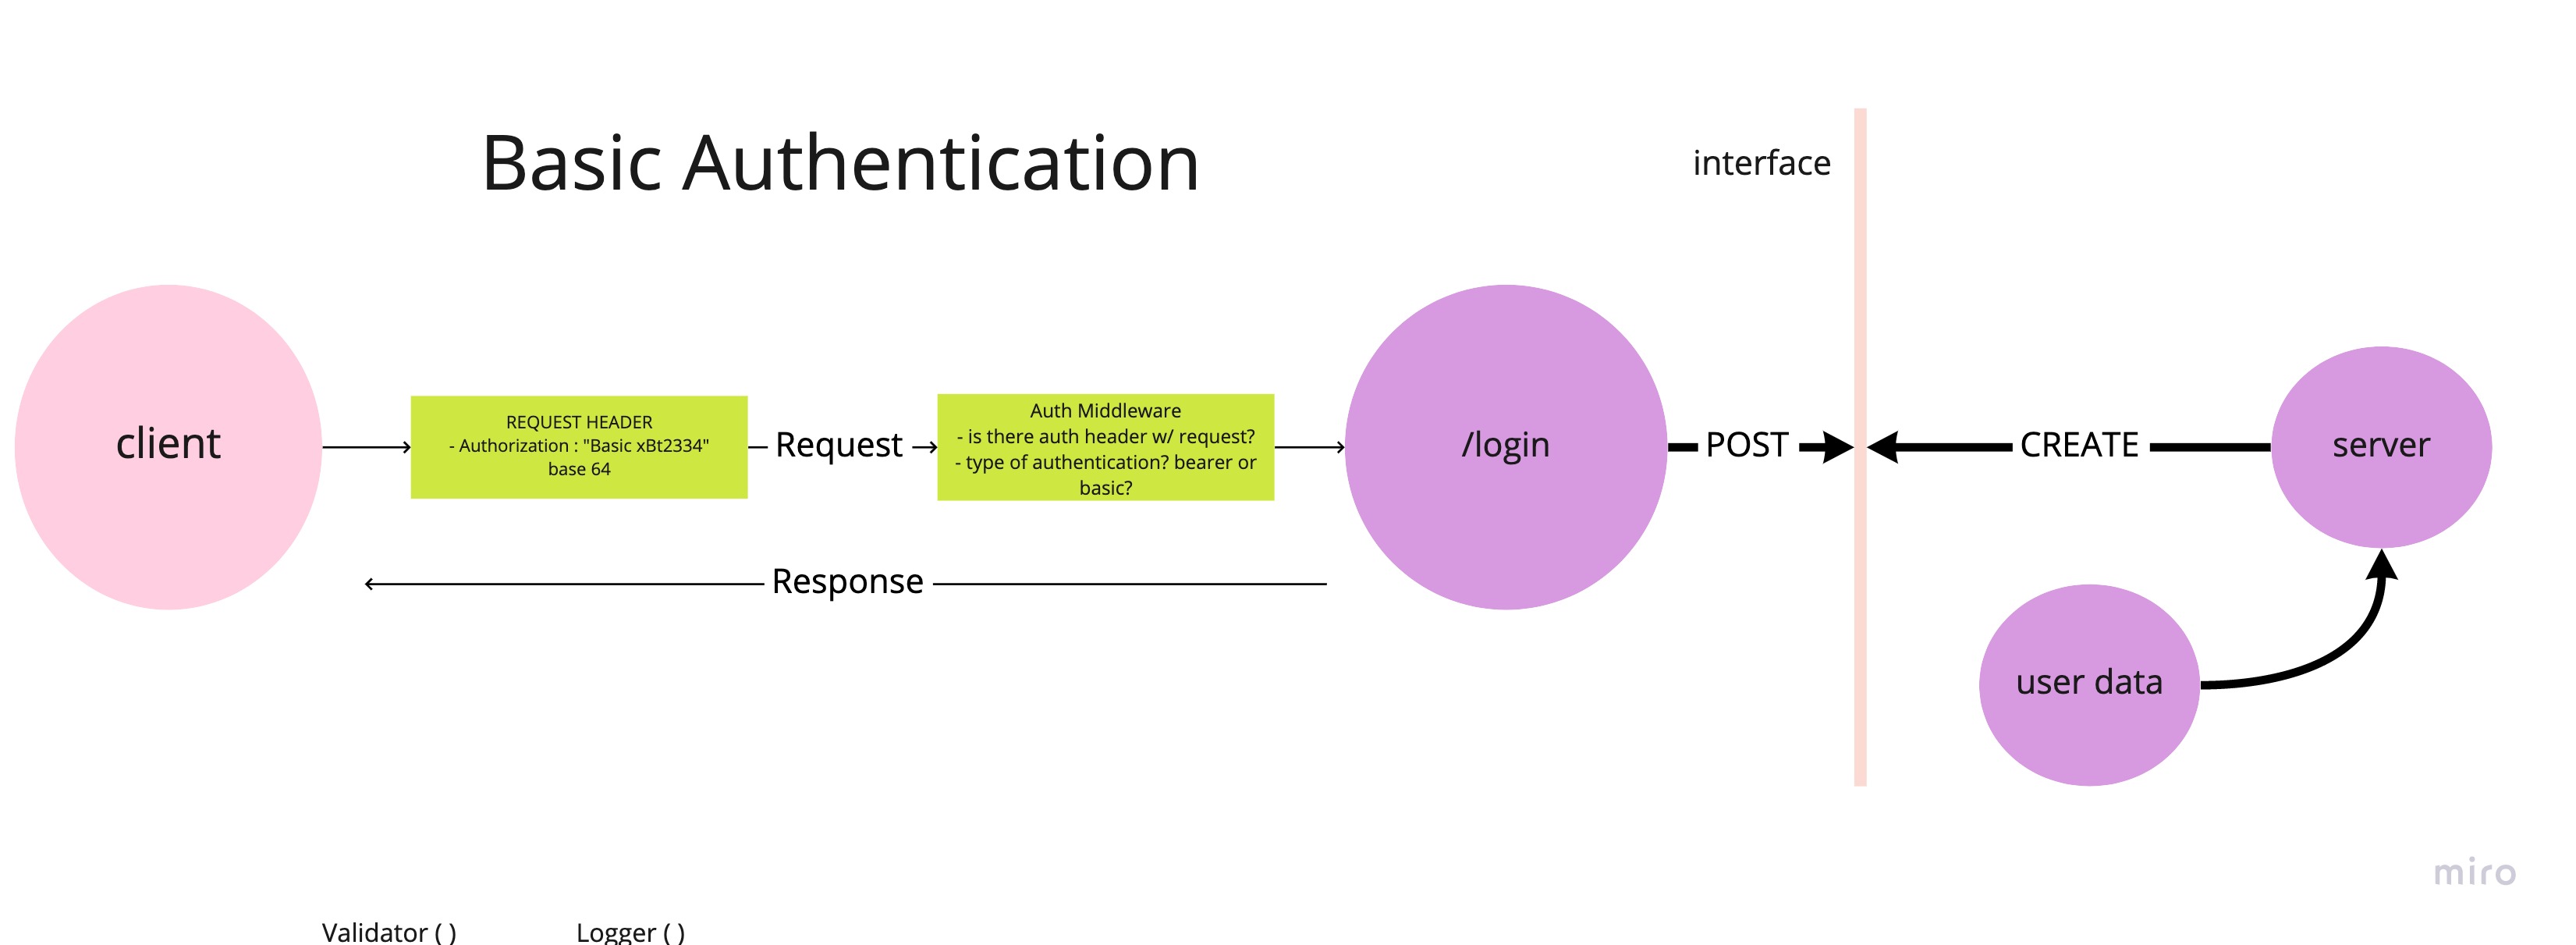 Basic Authentication
interface
client
REQUEST HEADER
- Authorization : "Basic xBt2334"
base 64
Request
Auth Middleware
- is there auth header w/ request?
- type of authentication? bearer or
basic?
/login
POST
CREATE
server
Response
user data
miro
Validator ( )
Logger ( )